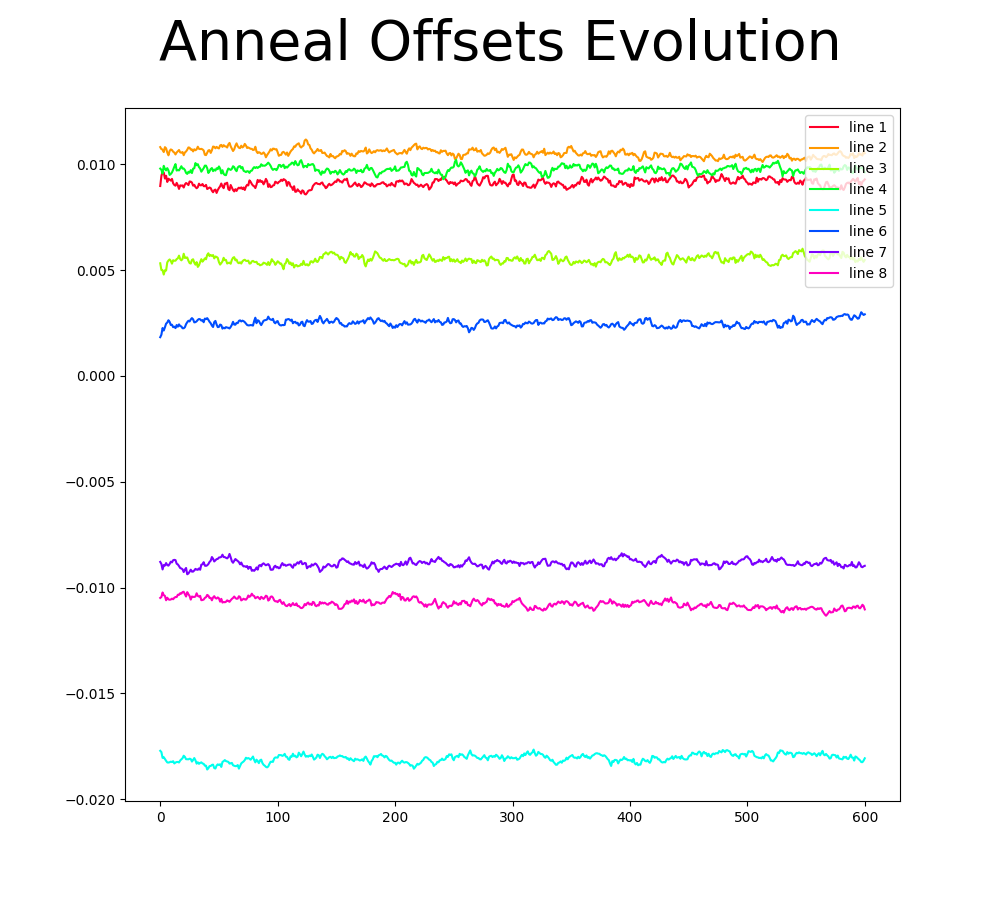 Anneal Offsets Evolution
line 1
line 2
line 3
line 4
line 5
line 6
line 7
line 8
0.010
0.005
0.000
−0.005
−0.010
−0.015
−0.020
0 100 200 300 400 500 600